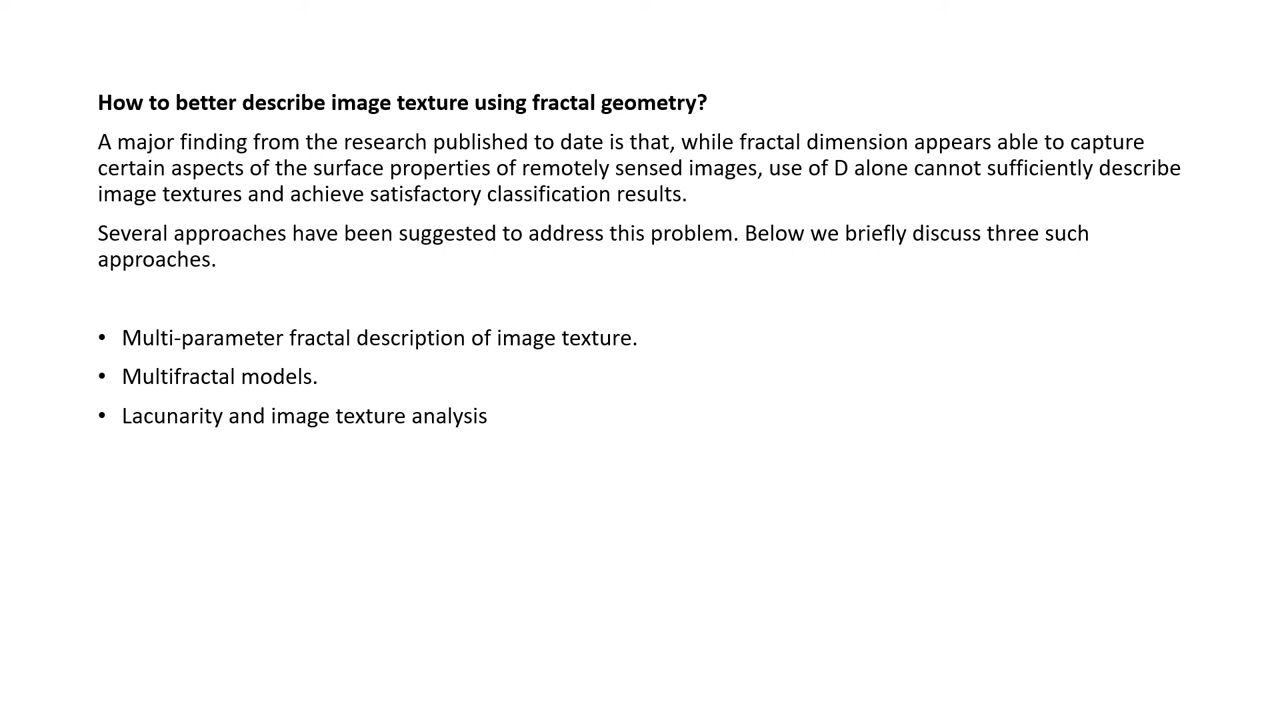 How to better describe image texture using fractal geometry?
A major finding from the research published to date is that, while fractal dimension appears able to capture
certain aspects of the surface properties of remotely sensed images, use of D alone cannot sufficiently describe
image textures and achieve satisfactory classification results.
Several approaches have been suggested to address this problem. Below we briefly discuss three such
approaches.
• Multi-parameter fractal description of image texture.
• Multifractal models.
• Lacunarity and image texture analysis